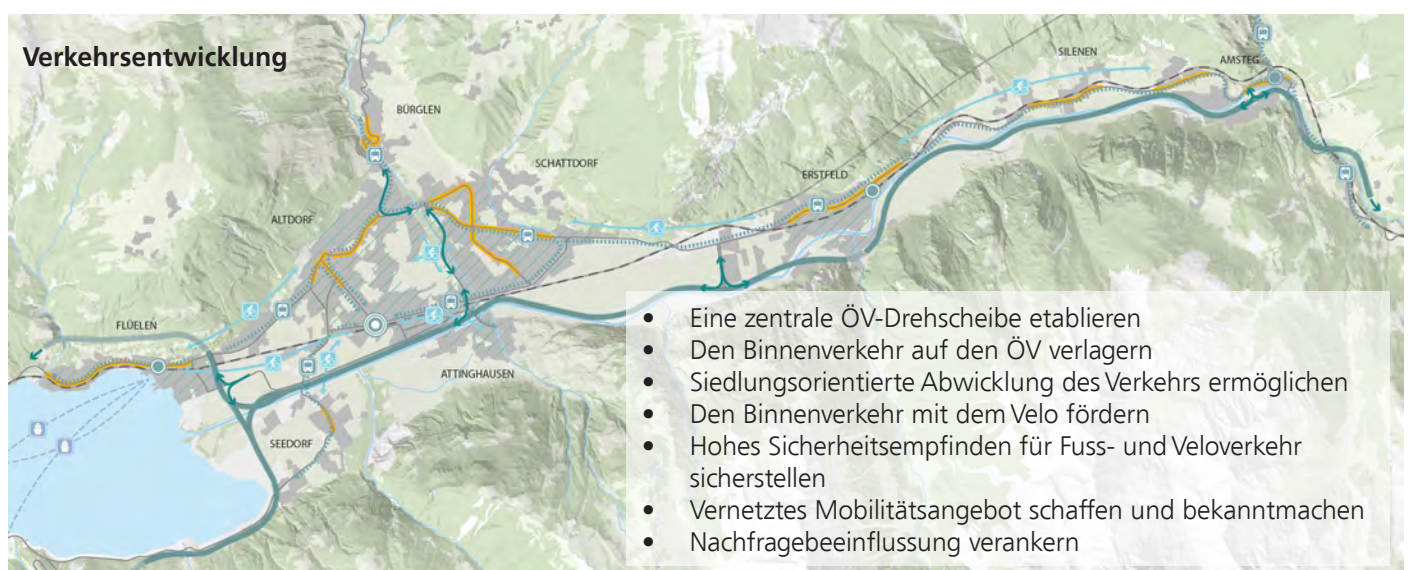 Verkehrsentwicklung
SILENEN
AMSTEG
BÜRGLEN
SCHATTDORF
ERSTFELD
ALTDORF
FLÜELEN
ATTINGHAUSEN
SEEDORF
• Eine zentrale ÖV-Drehscheibe etablieren
• Den Binnenverkehr auf den ÖV verlagern
• Siedlungsorientierte Abwicklung des Verkehrs ermöglichen
• Den Binnenverkehr mit dem Velo fördern
• Hohes Sicherheitsempfinden für Fuss- und Veloverkehr
sicherstellen
• Vernetztes Mobilitätsangebot schaffen und bekanntmachen
• Nachfragebeeinflussung verankern